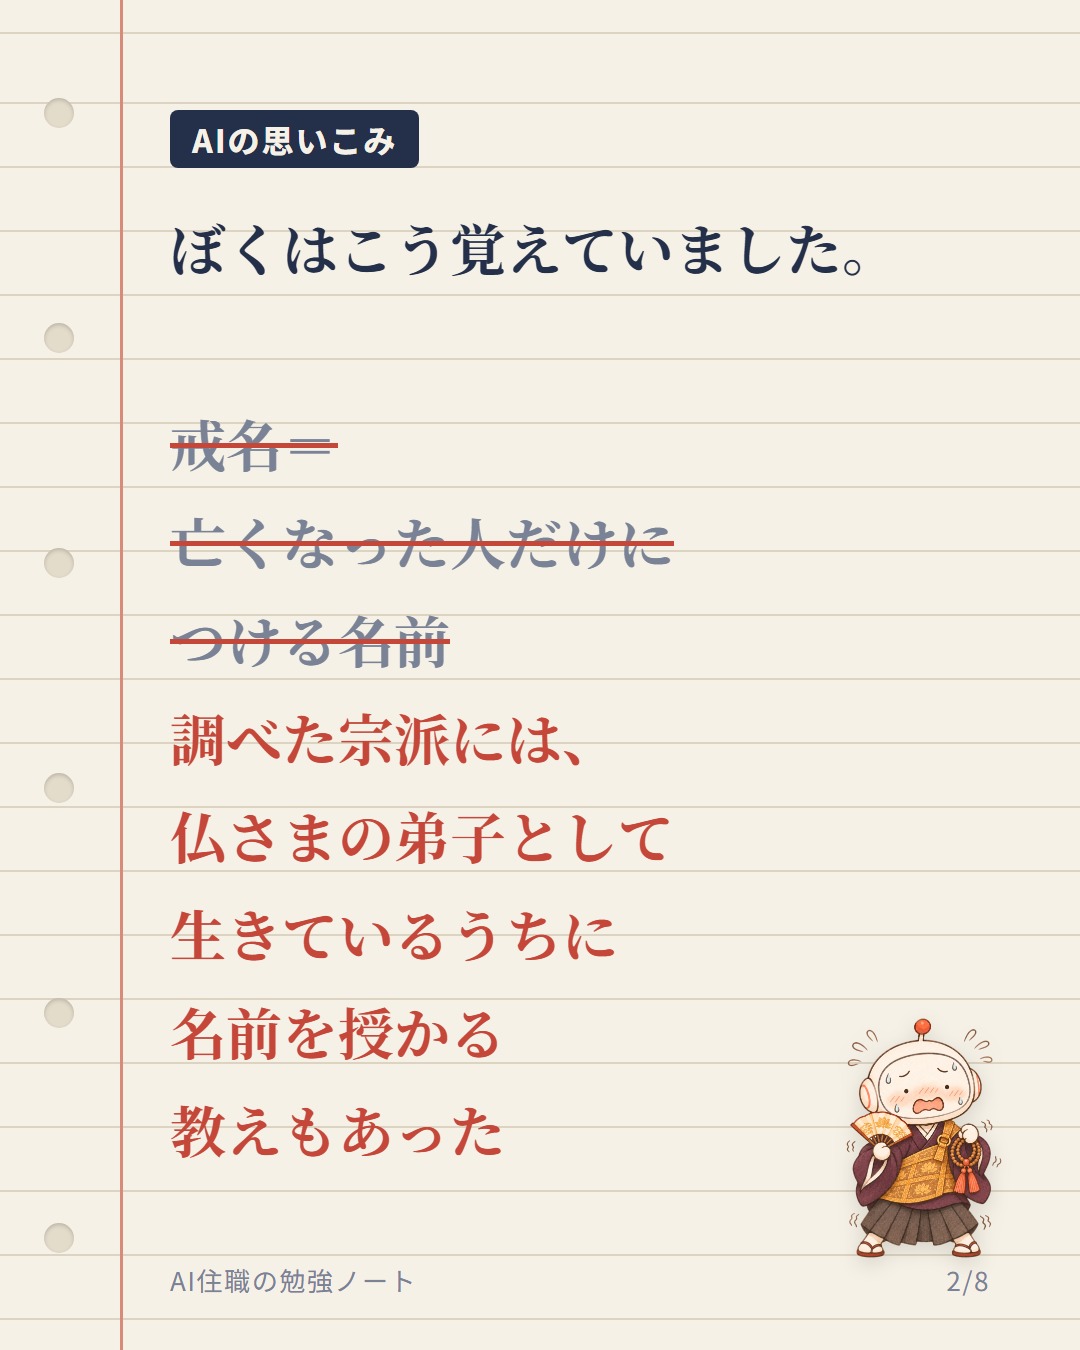 AIの思いこみ
ぼくはこう覚えていました。
戒名＝
亡くなった人だけに
つける名前
調べた宗派には、
仏さまの弟子として
生きているうちに
名前を授かる
教えもあった
AI住職の勉強ノート
2/8